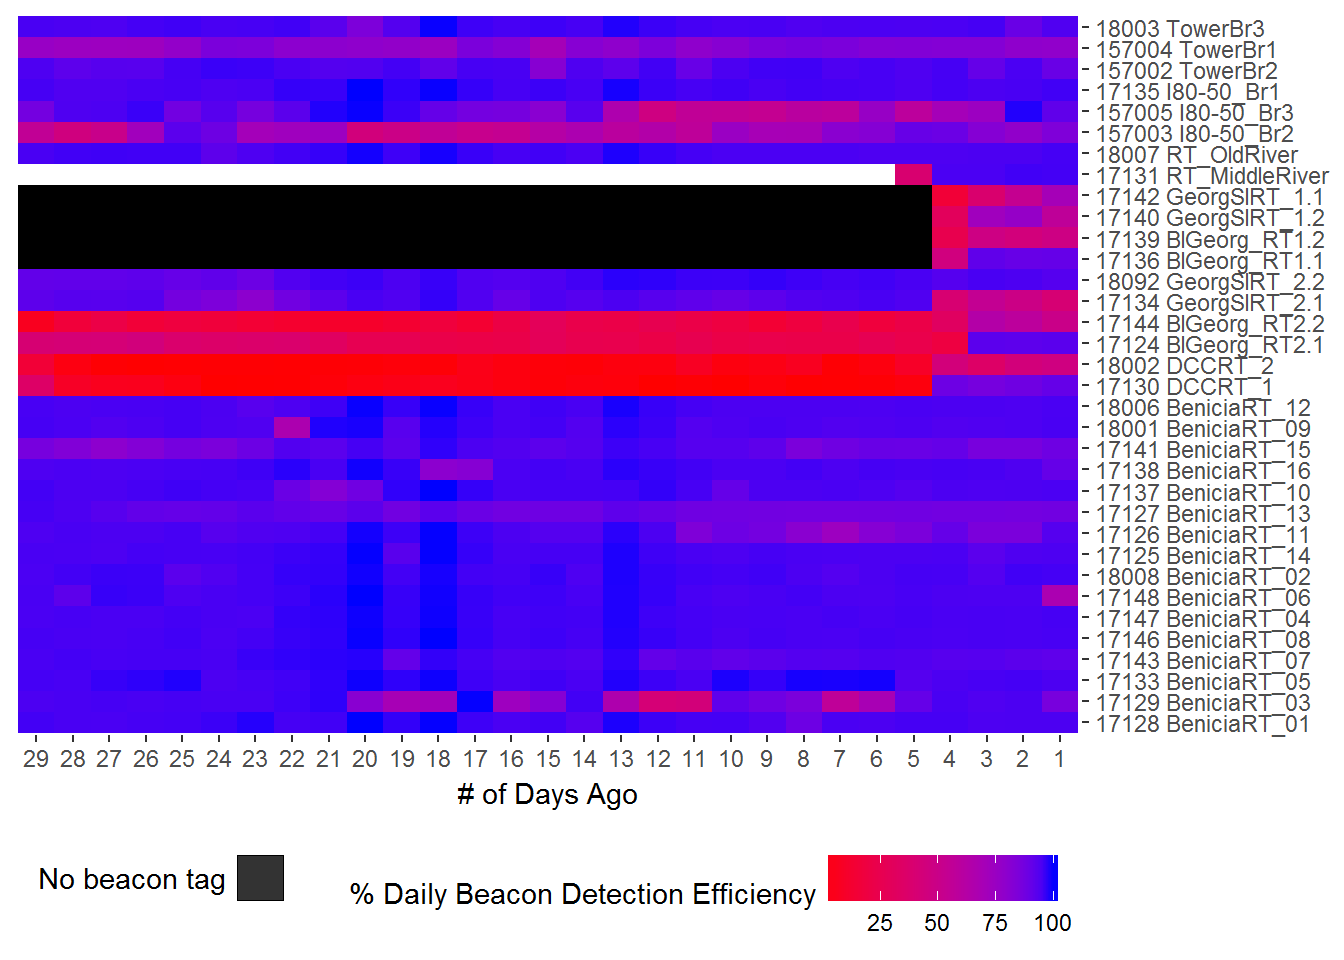 18003 TowerBr3
157004 TowerBr1
157002 TowerBr2
17135 I80-50_Br1
157005 I80-50_Br3
157003 I80-50_Br2
18007 RT_OldRiver
17131 RT_MiddleRiver
17142 GeorgSlRT_1.1
17140 GeorgSlRT_1.2
17139 BlGeorg_RT1.2
17136 BlGeorg_RT1.1
18092 GeorgSlRT_2.2
17134 GeorgSlRT_2.1
17144 BlGeorg_RT2.2
17124 BlGeorg_RT2.1
18002 DCCRT_2
17130 DCCRT_1
18006 BeniciaRT_12
18001 BeniciaRT_09
17141 BeniciaRT_15
17138 BeniciaRT_16
17137 BeniciaRT_10
17127 BeniciaRT_13
17126 BeniciaRT_11
17125 BeniciaRT_14
18008 BeniciaRT_02
17148 BeniciaRT_06
17147 BeniciaRT_04
17146 BeniciaRT_08
17143 BeniciaRT_07
17133 BeniciaRT_05
17129 BeniciaRT_03
17128 BeniciaRT_01
29 28 27 26 25 24 23 22 21 20 19 18 17 16 15 14 13 12 11 10 9 8 7 6 5 4 3 2 1
# of Days Ago
No beacon tag
% Daily Beacon Detection Efficiency
25 50 75 100